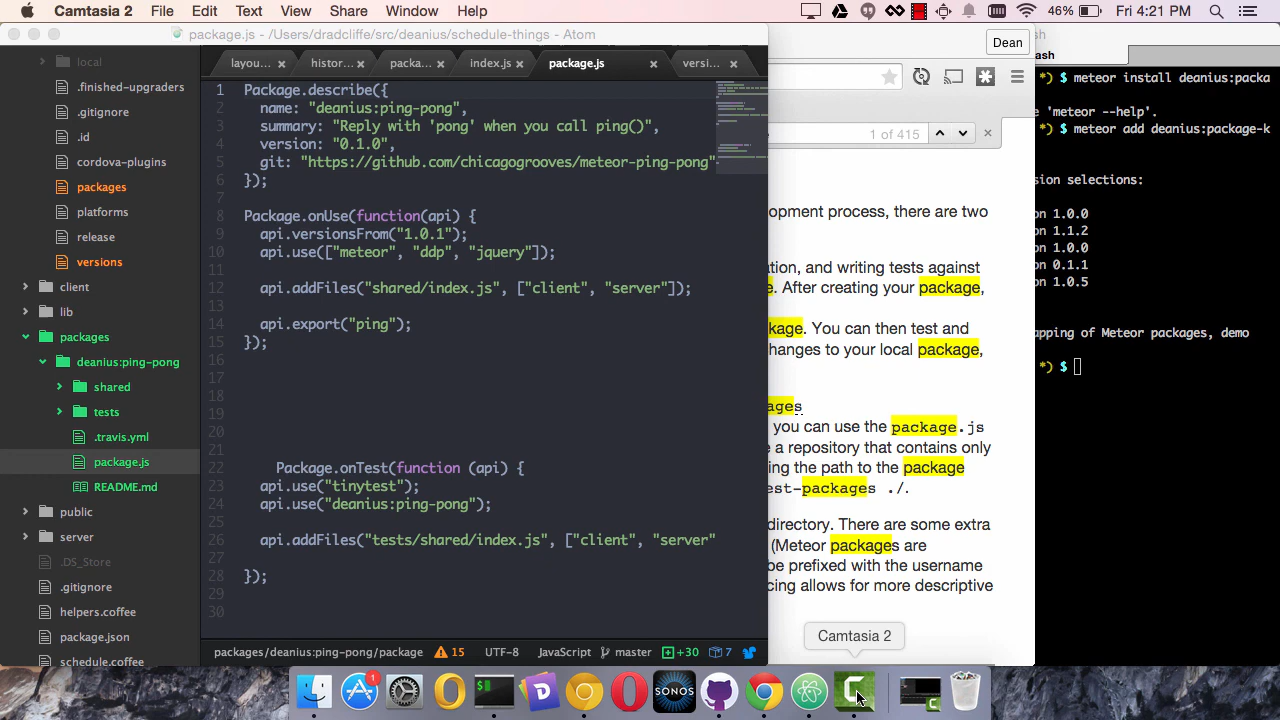 Camtasia 2 File Edit Text View Share Window Help
46% Fri 4:21 PM
package.js - /Users/dradcliffe/src/deanius/schedule-things - Atom
layou... histor... packa... index.js package.js versi...
local
.finished-upgraders
.gitignore
.id
cordova-plugins
packages
platforms
release
versions
client
lib
packages
deanius:ping-pong
shared
tests
.travis.yml
package.js
README.md
public
server
.DS_Store
.gitignore
helpers.coffee
package.json
schedule.coffee
1 Package.describe({
2 name: "deanius:ping-pong",
3 summary: "Reply with 'pong' when you call ping()",
4 version: "0.1.0",
5 git: "https://github.com/chicagogrooves/meteor-ping-pong"
6 });
7
8 Package.onUse(function(api) {
9 api.versionsFrom("1.0.1");
10 api.use(["meteor", "ddp", "jquery"]);
11
12 api.addFiles("shared/index.js", ["client", "server"]);
13
14 api.export("ping");
15 });
16
17
18
19
20
21
22 Package.onTest(function (api) {
23 api.use("tinytest");
24 api.use("deanius:ping-pong");
25
26 api.addFiles("tests/shared/index.js", ["client", "server"
27
28 });
29
30
packages/deanius:ping-pong/package 15 UTF-8 JavaScript master +30 7
Dean
1 of 415
opment process, there are two
ation, and writing tests against
e. After creating your package,
kage. You can then test and
hanges to your local package,
ages
you can use the package.js
e a repository that contains only
ing the path to the package
est-packages ./.
directory. There are some extra
(Meteor packages are
be prefixed with the username
cing allows for more descriptive
sh
ash
*) $ meteor install deanius:packa
e 'meteor --help'.
*) $ meteor add deanius:package-k
sion selections:
on 1.0.0
on 1.1.2
on 1.0.0
on 0.1.1
on 1.0.5
apping of Meteor packages, demo
*) $
Camtasia 2
1
SONOS